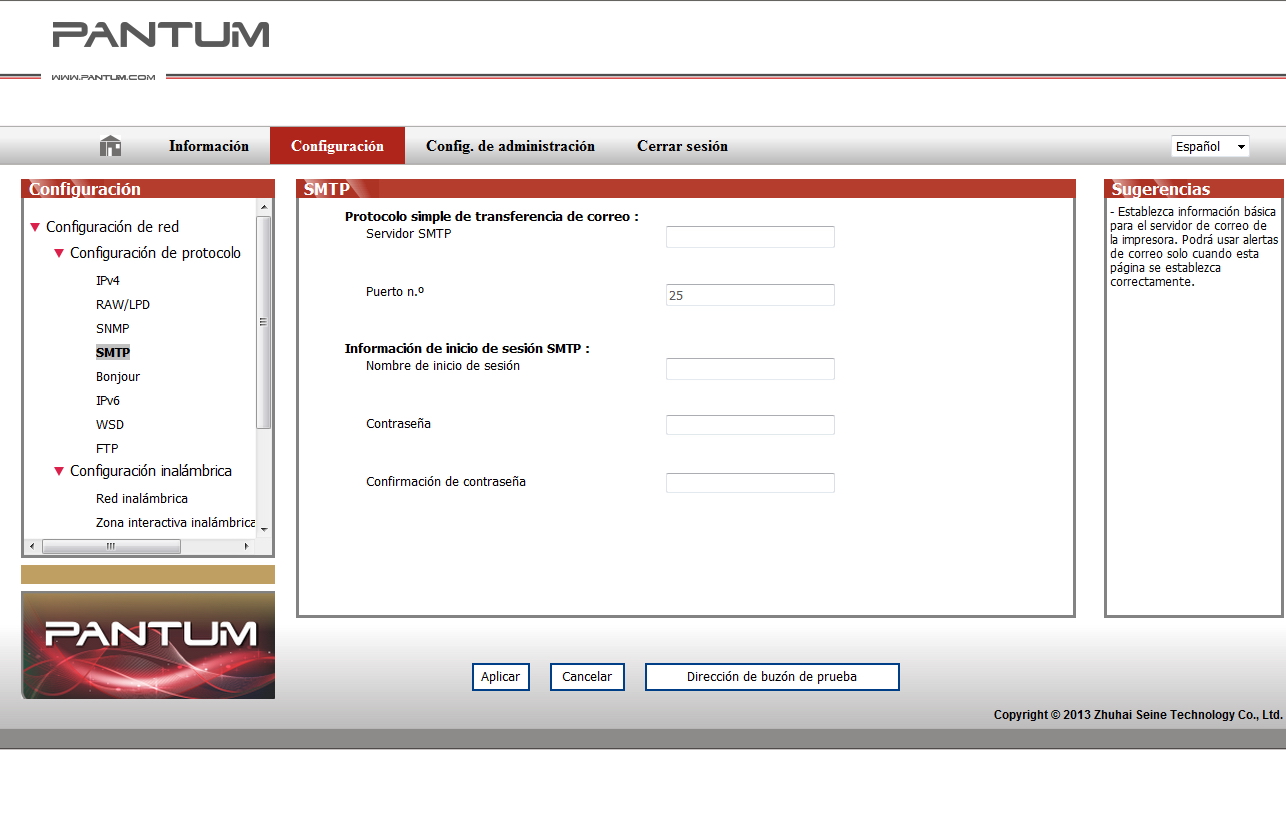 PANTUM
WWW.PANTUM.COM
Información Configuración Config. de administración Cerrar sesión Español
Configuración
Configuración de red
Configuración de protocolo
IPv4
RAW/LPD
SNMP
SMTP
Bonjour
IPv6
WSD
FTP
Configuración inalámbrica
Red inalámbrica
Zona interactiva inalámbrica
PANTUM
SMTP
Protocolo simple de transferencia de correo :
Servidor SMTP
Puerto n.º 25
Información de inicio de sesión SMTP :
Nombre de inicio de sesión
Contraseña
Confirmación de contraseña
Sugerencias
- Establezca información básica
para el servidor de correo de
la impresora. Podrá usar alertas
de correo solo cuando esta
página se establezca
correctamente.
Aplicar Cancelar Dirección de buzón de prueba
Copyright © 2013 Zhuhai Seine Technology Co., Ltd.